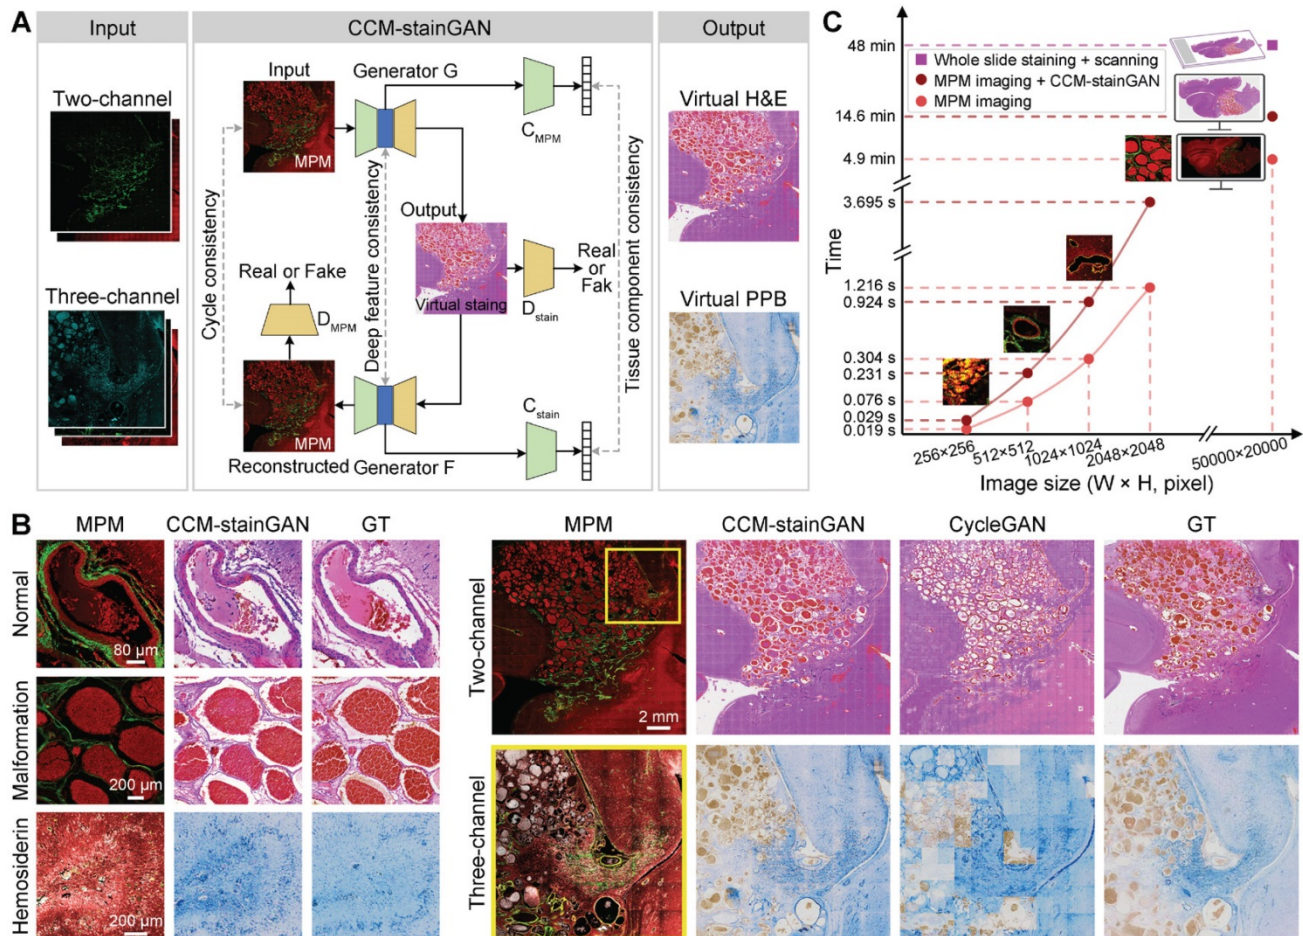 A
Input
CCM-stainGAN
Output
Two-channel
Three-channel
Input
Generator G
C MPM
MPM
Cycle consistency
Deep feature consistency
Tissue component consistency
Output
Virtual staing
Real or Fak
D stain
Real or Fake
D MPM
MPM
C stain
Reconstructed
Generator F
Virtual H&E
Virtual PPB
C
48 min
Whole slide staining + scanning
MPM imaging + CCM-stainGAN
MPM imaging
14.6 min
4.9 min
3.695 s
Time
1.216 s
0.924 s
0.304 s
0.231 s
0.076 s
0.029 s
0.019 s
256×256
512×512
1024×1024
2048×2048
50000×20000
Image size (W × H, pixel)
B
MPM
CCM-stainGAN
GT
Normal
80 µm
Malformation
200 µm
Hemosiderin
200 µm
MPM
CCM-stainGAN
CycleGAN
GT
Two-channel
2 mm
Three-channel